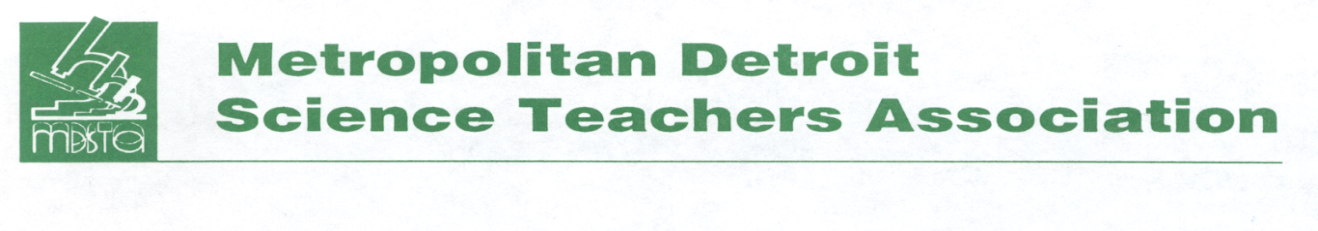 Metropolitan Detroit
Science Teachers Association
MDSTA